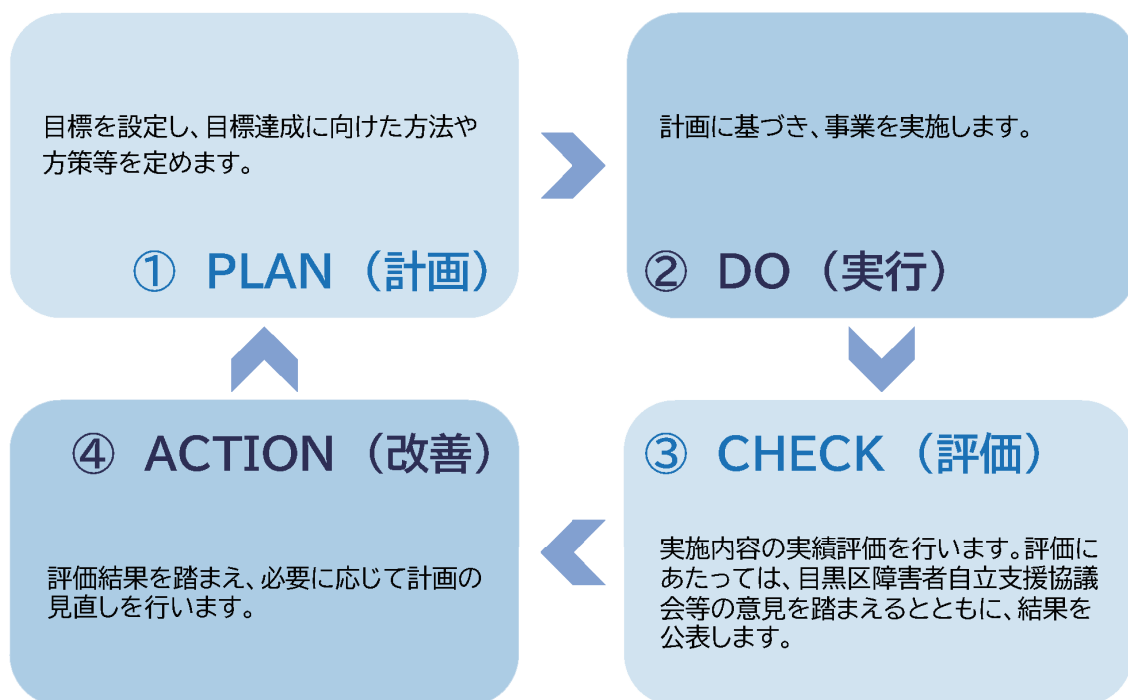 目標を設定し、目標達成に向けた方法や
方策等を定めます。
① PLAN（計画）
計画に基づき、事業を実施します。
② DO（実行）
③ CHECK（評価）
実施内容の実績評価を行います。評価に
あたっては、目黒区障害者自立支援協議
会等の意見を踏まえるとともに、結果を
公表します。
④ ACTION（改善）
評価結果を踏まえ、必要に応じて計画の
見直しを行います。